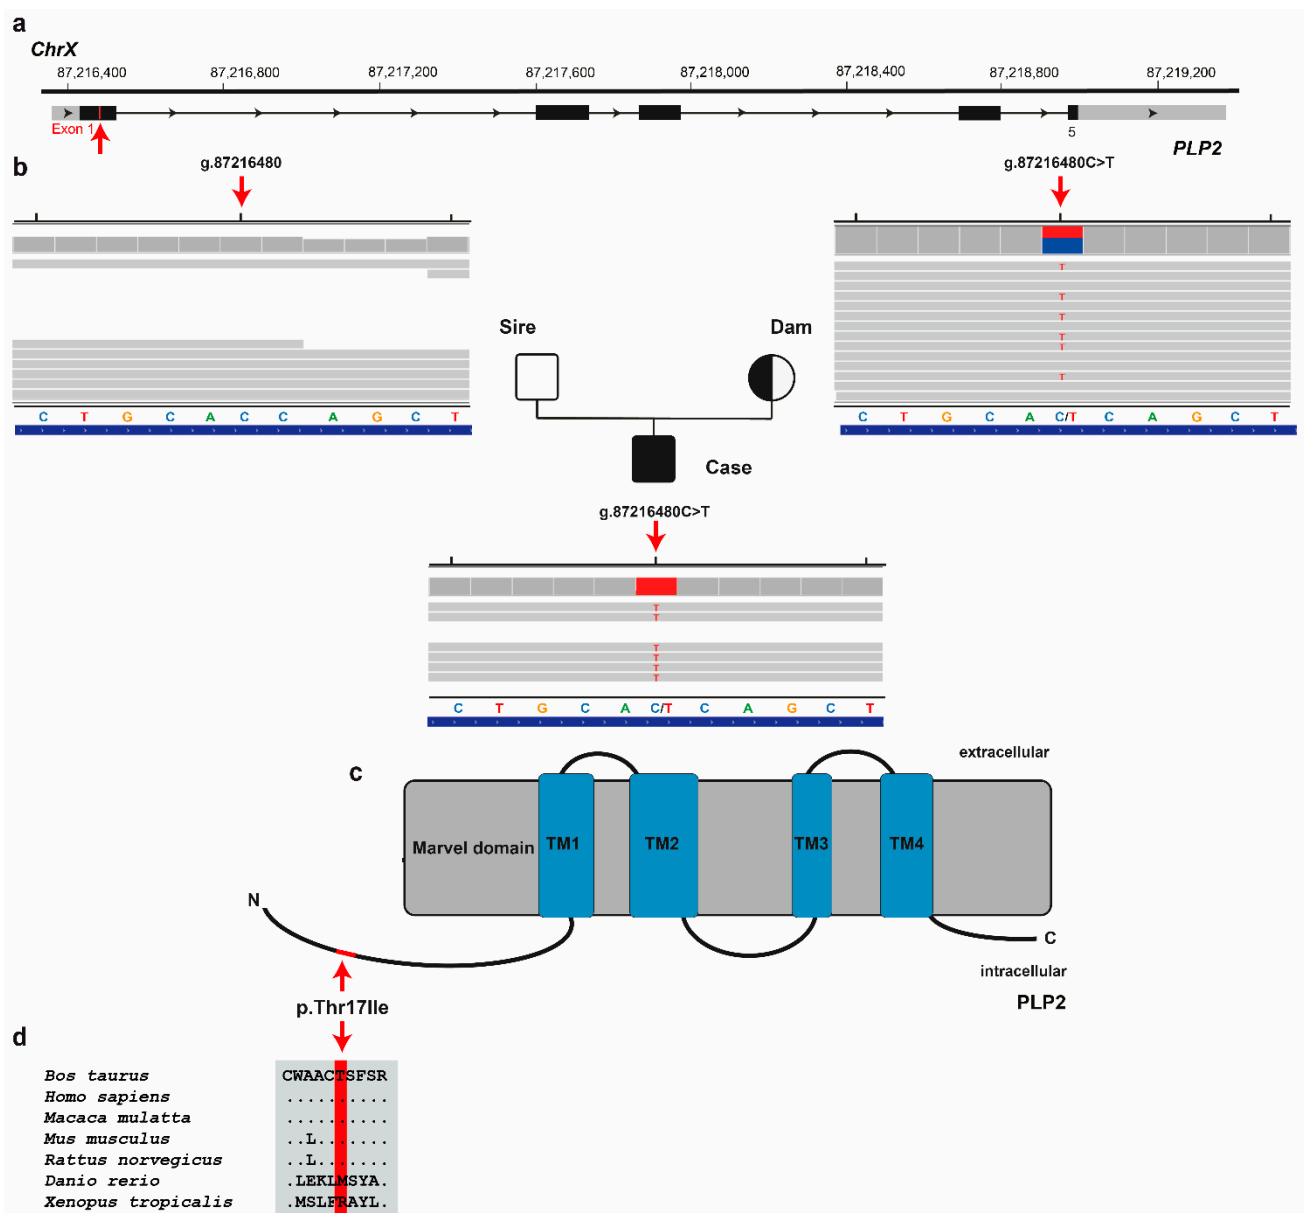 a
ChrX
87,216,400 87,216,800 87,217,200 87,217,600 87,218,000 87,218,400 87,218,800 87,219,200
Exon 1
5
PLP2
b
g.87216480
g.87216480C>T
T
T
T
T
T
T
Sire
Dam
C T G C A C C A G C T
C T G C A C/T C A G C T
Case
g.87216480C>T
T
T
T
T
T
T
C T G C A C/T C A G C T
c
extracellular
Marvel domain TM1 TM2 TM3 TM4
N
C
intracellular
p.Thr17Ile
PLP2
d
Bos taurus CWAACTSFSR
Homo sapiens ..........
Macaca mulatta ..........
Mus musculus ..L.......
Rattus norvegicus ..L.......
Danio rerio .LEKLMSYA.
Xenopus tropicalis .MSLFRAYL.